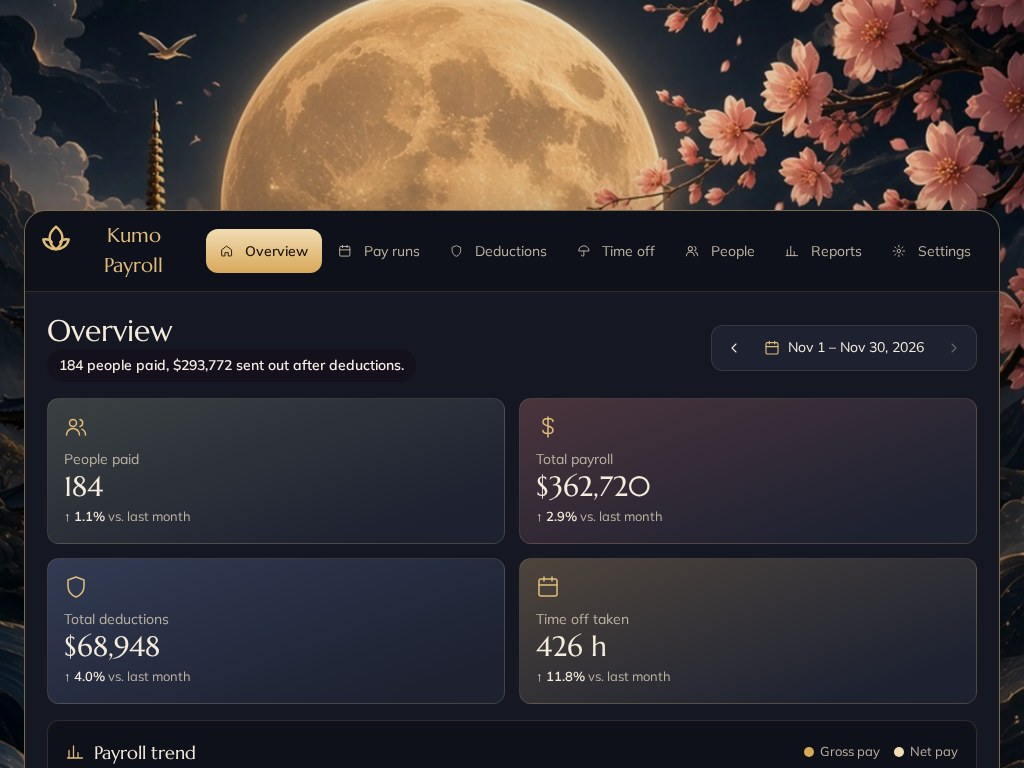 Kumo
Payroll
Overview
Pay runs
Deductions
Time off
People
Reports
Settings
Overview
184 people paid, $293,772 sent out after deductions.
Nov 1 – Nov 30, 2026
People paid
184
↑ 1.1% vs. last month
Total payroll
$362,720
↑ 2.9% vs. last month
Total deductions
$68,948
↑ 4.0% vs. last month
Time off taken
426 h
↑ 11.8% vs. last month
Payroll trend
Gross pay
Net pay